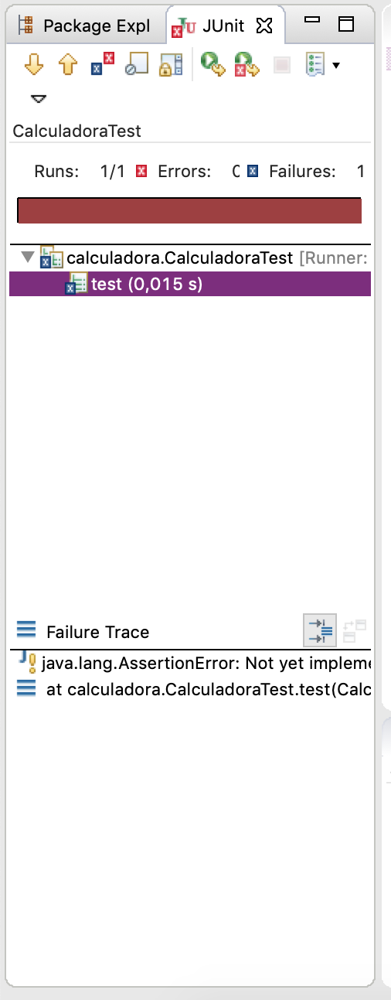 Package Expl JUnit
CalculadoraTest
Runs: 1/1 Errors: 0 Failures: 1
calculadora.CalculadoraTest [Runner:
test (0,015 s)
Failure Trace
java.lang.AssertionError: Not yet impleme
at calculadora.CalculadoraTest.test(Calc